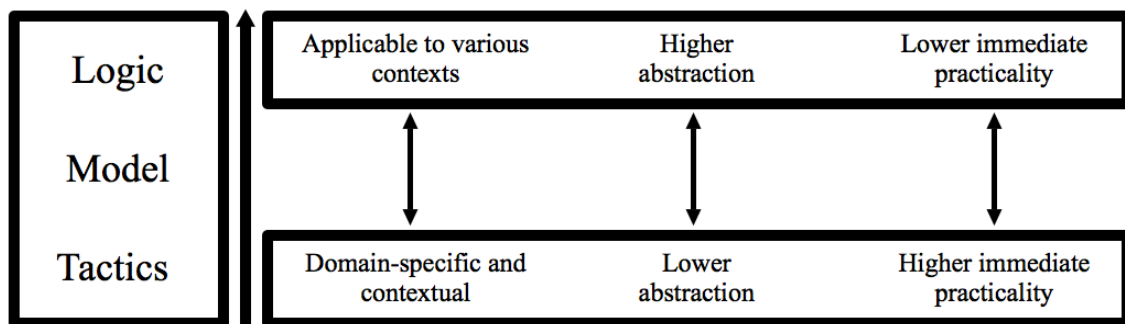 Logic
Model
Tactics
Applicable to various
contexts
Higher
abstraction
Lower immediate
practicality
Domain-specific and
contextual
Lower
abstraction
Higher immediate
practicality